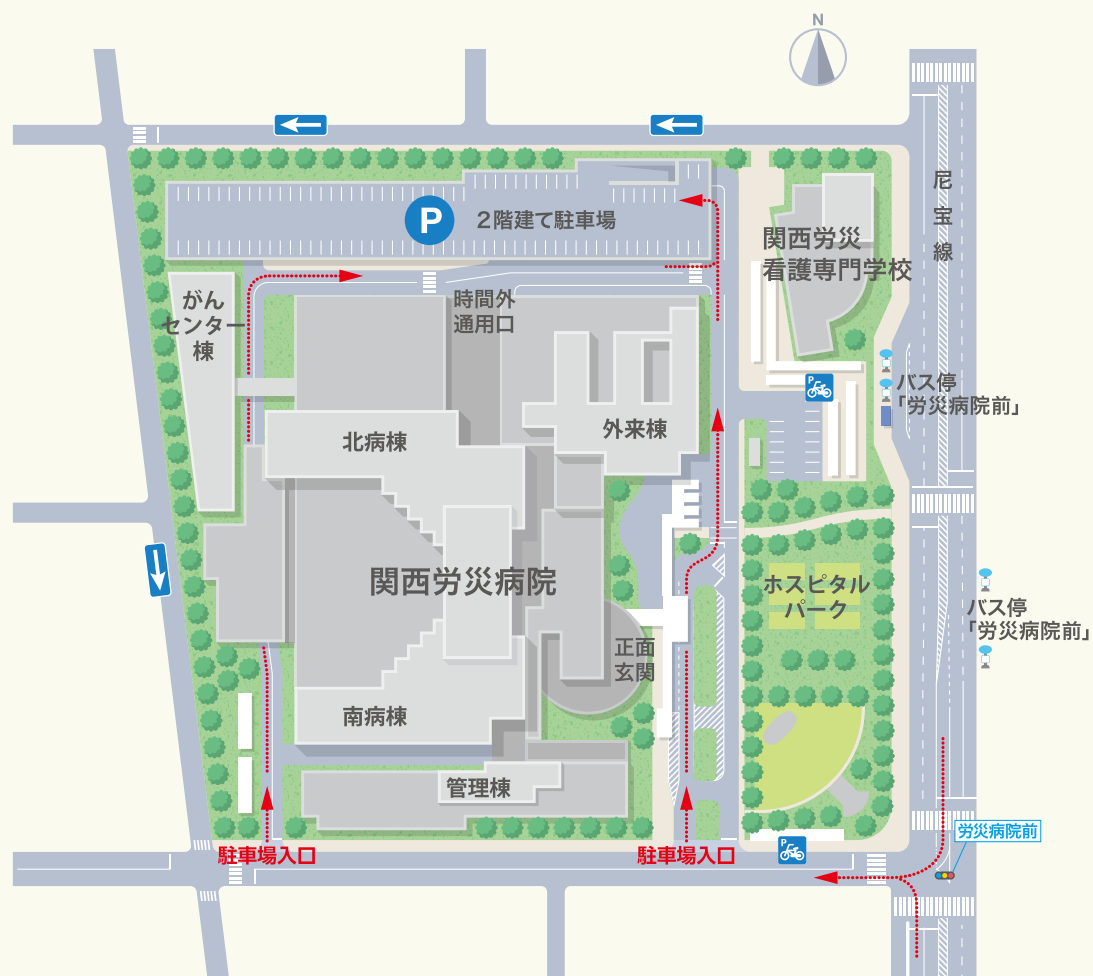 N
尼宝線
P
2階建て駐車場
関西労災
看護専門学校
がん
センター
棟
時間外
通用口
P
バス停
「労災病院前」
北病棟
外来棟
関西労災病院
ホスピタル
パーク
バス停
「労災病院前」
正面
玄関
南病棟
管理棟
労災病院前
P
駐車場入口
駐車場入口